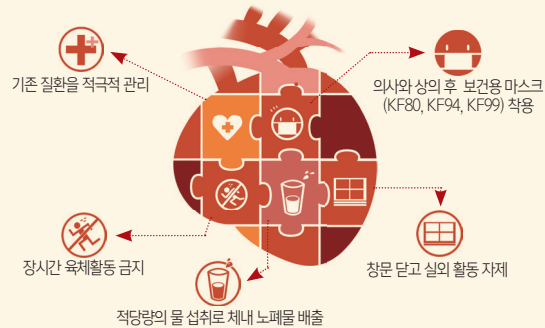 기존 질환을 적극적 관리
의사와 상의 후 보건용 마스크
(KF80, KF94, KF99) 착용
장시간 육체활동 금지
창문 닫고 실외 활동 자제
적당량의 물 섭취로 체내 노폐물 배출